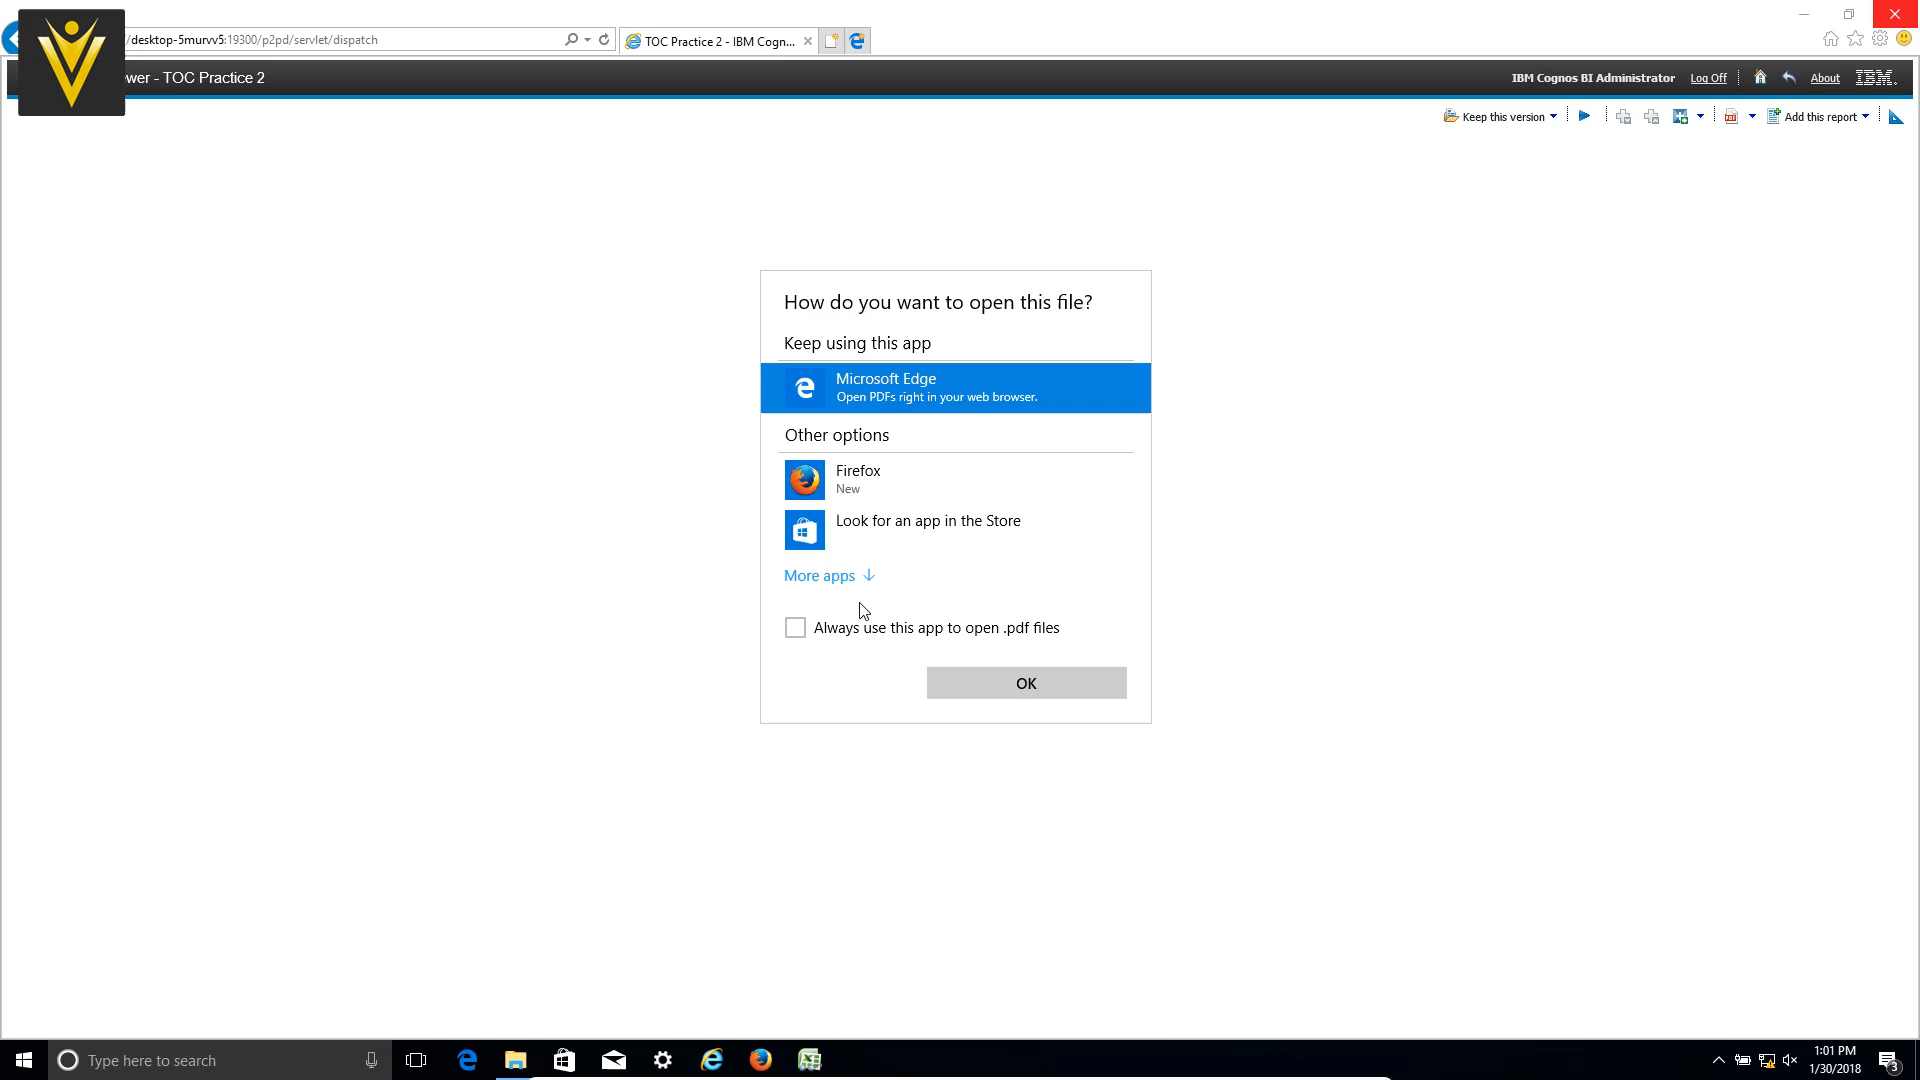 /desktop-5murvv5:19300/p2pd/servlet/dispatch
TOC Practice 2 - IBM Cogn...
ewer - TOC Practice 2
IBM Cognos BI Administrator
Log Off
About
IBM.
Keep this version
PDF
Add this report
How do you want to open this file?
Keep using this app
Microsoft Edge
Open PDFs right in your web browser.
Other options
Firefox
New
Look for an app in the Store
More apps
Always use this app to open .pdf files
OK
Type here to search
1:01 PM
1/30/2018
3